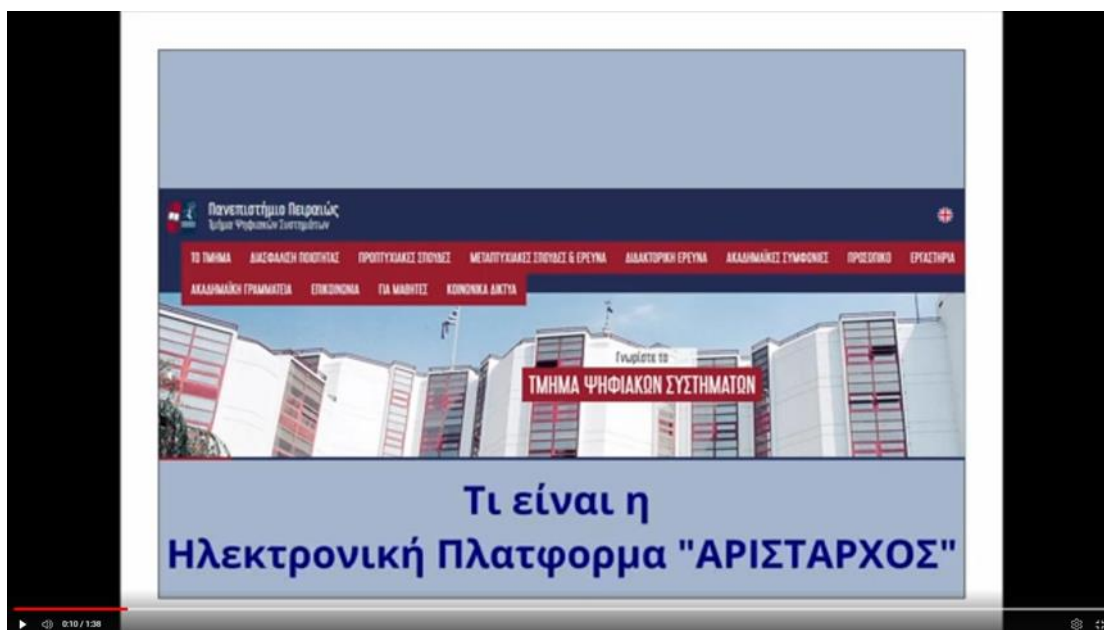 Πανεπιστήμιο Πειραιώς
Τμήμα Ψηφιακών Συστημάτων
ΤΟ ΤΜΗΜΑ ΔΙΑΣΦΑΛΙΣΗ ΠΟΙΟΤΗΤΑΣ ΠΡΟΠΤΥΧΙΑΚΕΣ ΣΠΟΥΔΕΣ ΜΕΤΑΠΤΥΧΙΑΚΕΣ ΣΠΟΥΔΕΣ & ΕΡΕΥΝΑ ΔΙΔΑΚΤΟΡΙΚΗ ΕΡΕΥΝΑ ΑΚΑΔΗΜΑΪΚΕΣ ΣΥΜΦΩΝΙΕΣ ΠΡΟΣΩΠΙΚΟ ΕΡΓΑΣΤΗΡΙΑ
ΑΚΑΔΗΜΑΪΚΗ ΓΡΑΜΜΑΤΕΙΑ ΕΠΙΚΟΙΝΩΝΙΑ ΓΙΑ ΜΑΘΗΤΕΣ ΚΟΙΝΩΝΙΚΑ ΔΙΚΤΥΑ
Γνωρίστε το
ΤΜΗΜΑ ΨΗΦΙΑΚΩΝ ΣΥΣΤΗΜΑΤΩΝ
Τι είναι η
Ηλεκτρονική Πλατφορμα "ΑΡΙΣΤΑΡΧΟΣ"
0:10 / 1:38